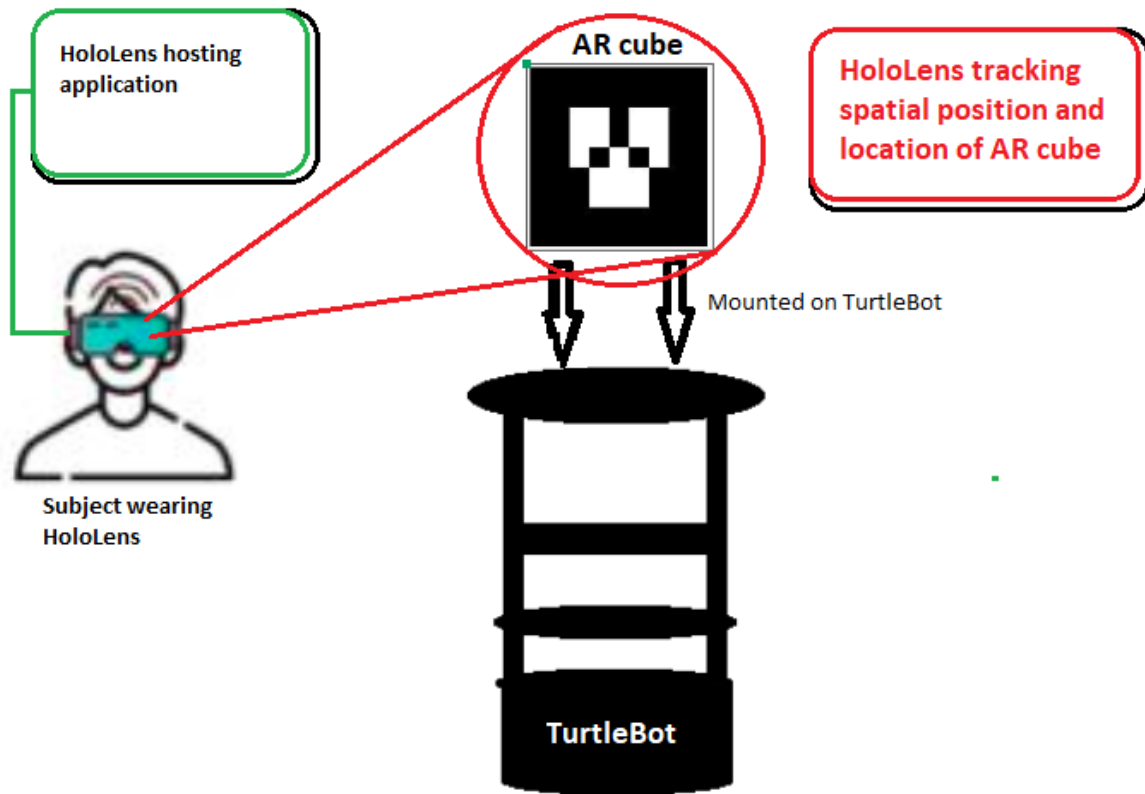 HoloLens hosting
application
AR cube
HoloLens tracking
spatial position and
location of AR cube
Mounted on TurtleBot
Subject wearing
HoloLens
TurtleBot